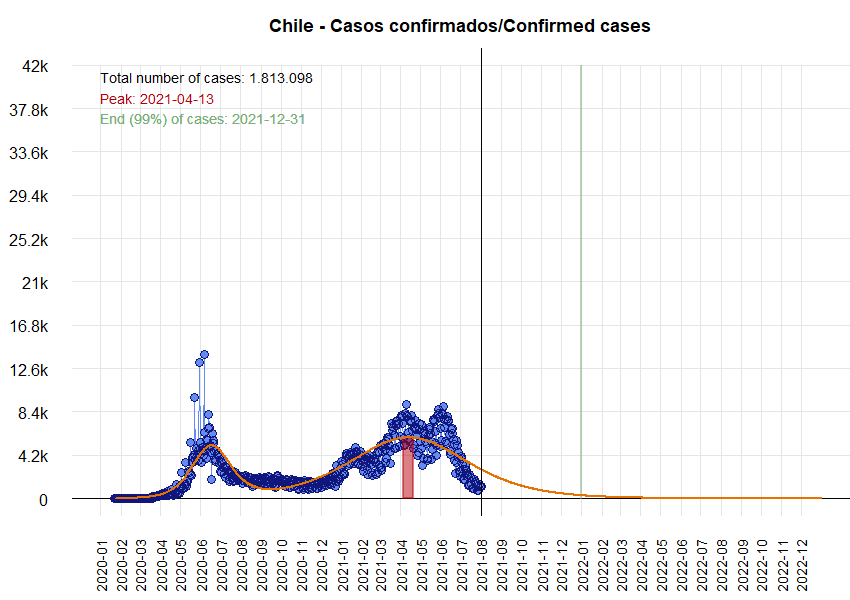 Chile - Casos confirmados/Confirmed cases
42k
37.8k
33.6k
29.4k
25.2k
21k
16.8k
12.6k
8.4k
4.2k
0
Total number of cases: 1.813.098
Peak: 2021-04-13
End (99%) of cases: 2021-12-31
2020-01
2020-02
2020-03
2020-04
2020-05
2020-06
2020-07
2020-08
2020-09
2020-10
2020-11
2020-12
2021-01
2021-02
2021-03
2021-04
2021-05
2021-06
2021-07
2021-08
2021-09
2021-10
2021-11
2021-12
2022-01
2022-02
2022-03
2022-04
2022-05
2022-06
2022-07
2022-08
2022-09
2022-10
2022-11
2022-12